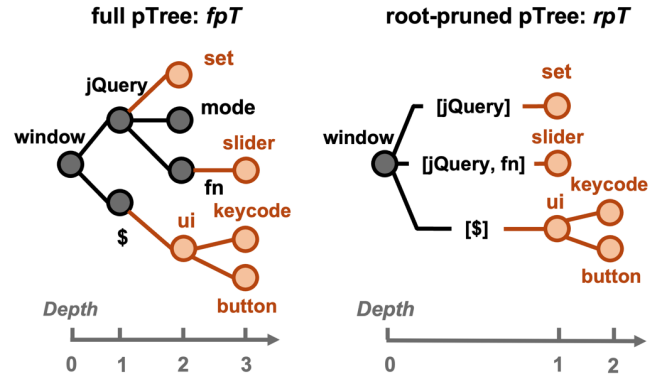 full pTree: fpT
set
jQuery
mode
window
slider
fn
keycode
ui
$
button
Depth
0 1 2 3
root-pruned pTree: rpT
set
[jQuery]
window
slider
[jQuery, fn]
keycode
ui
[$]
button
Depth
0 1 2